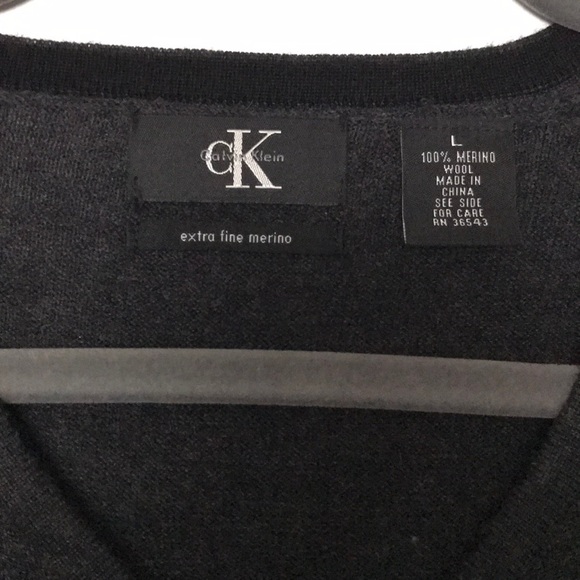 cK
Calvin Klein
extra fine merino
L
100% MERINO
WOOL
MADE IN
CHINA
SEE SIDE
FOR CARE
RN 36543